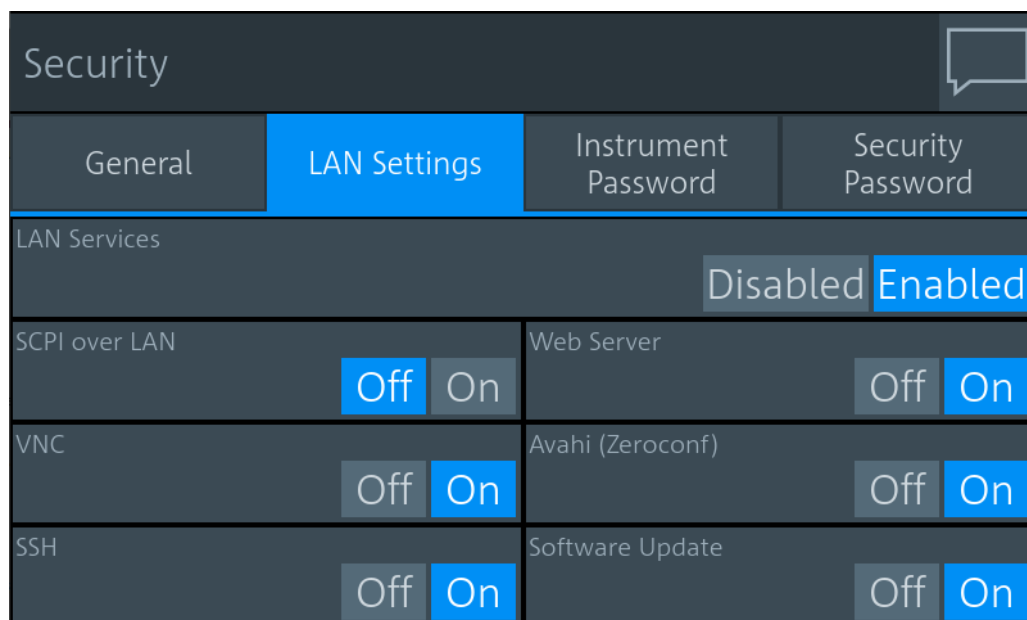 Security
General
LAN Settings
Instrument
Password
Security
Password
LAN Services
Disabled Enabled
SCPI over LAN
Off On
Web Server
Off On
VNC
Off On
Avahi (Zeroconf)
Off On
SSH
Off On
Software Update
Off On